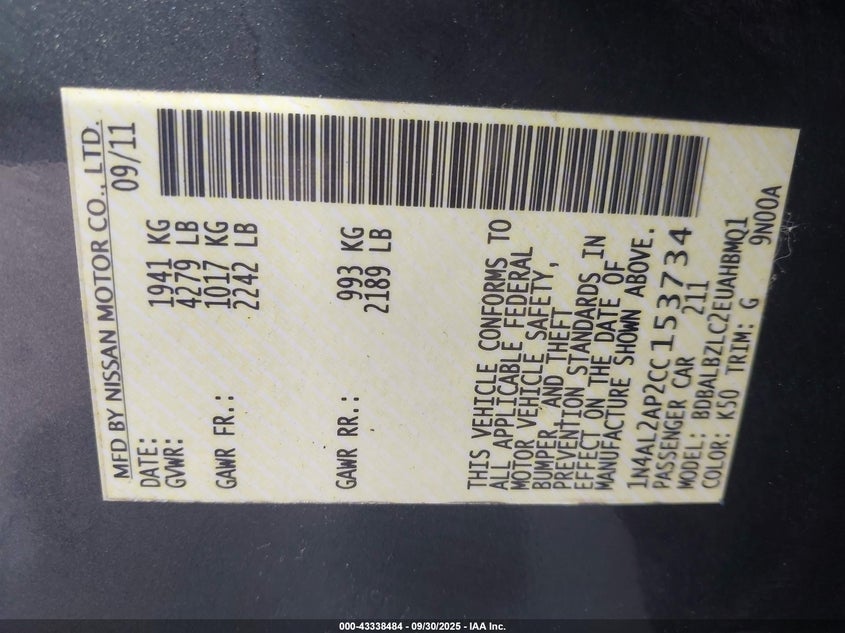 MFD BY NISSAN MOTOR CO., LTD.
DATE: 09/11
GVWR: 1941 KG
4279 LB
GAWR FR.: 1017 KG
2242 LB
GAWR RR.: 993 KG
2189 LB
THIS VEHICLE CONFORMS TO
ALL APPLICABLE FEDERAL
MOTOR VEHICLE SAFETY,
BUMPER, AND THEFT
PREVENTION STANDARDS IN
EFFECT ON THE DATE OF
MANUFACTURE SHOWN ABOVE.
1N4AL2AP2CC153734
PASSENGER CAR 211
MODEL: BDBALBZLC2EUAHBMQ1
COLOR: K50 TRIM: G 9N00A
000-43338484 - 09/30/2025 - IAA Inc.